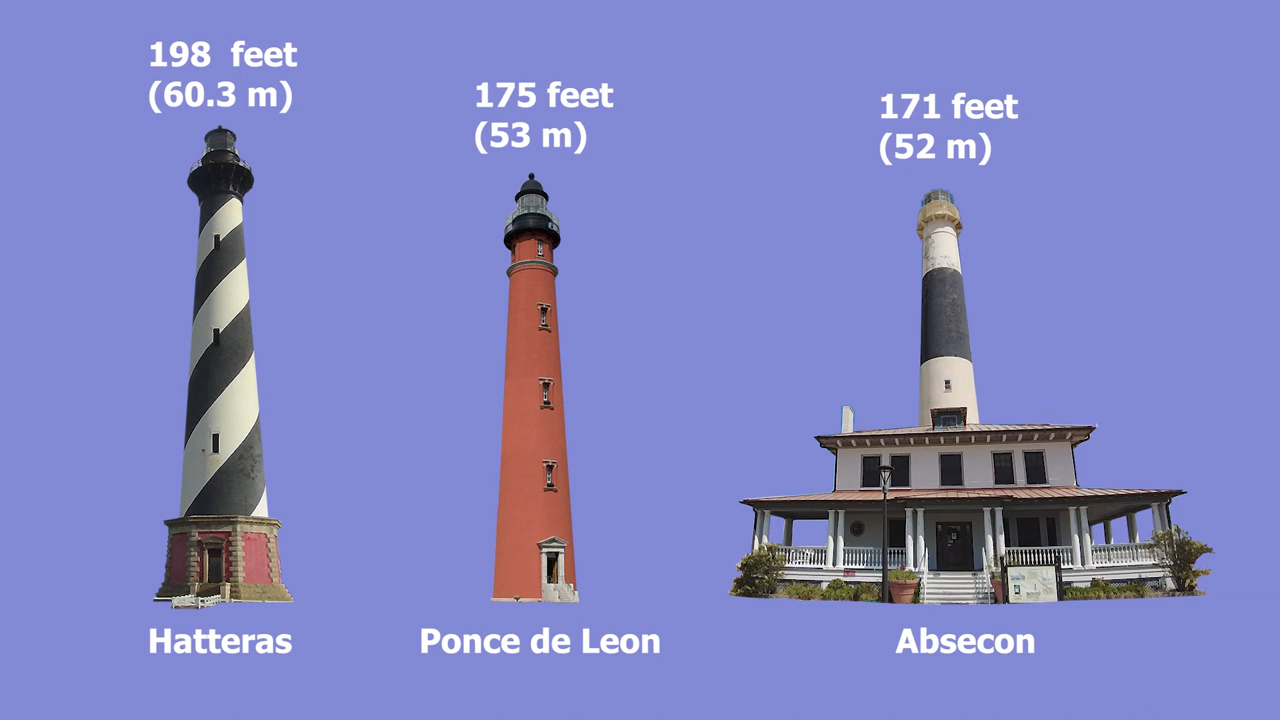 198  feet
(60.3 m)
175 feet
(53 m)
171 feet
(52 m)
Hatteras
Ponce de Leon
Absecon